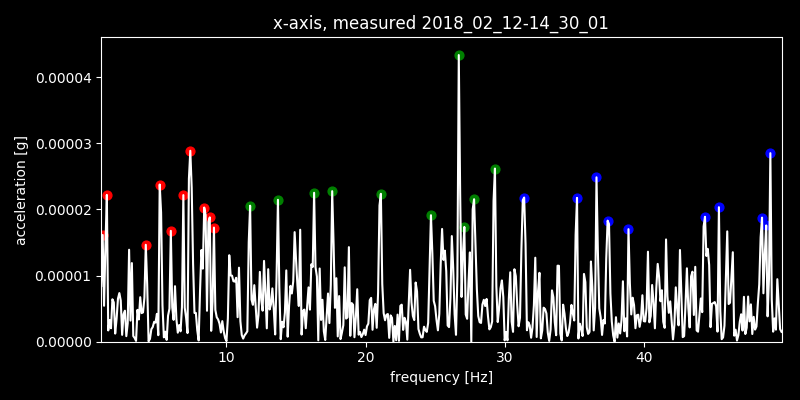 x-axis, measured 2018_02_12-14_30_01
0.00004
0.00003
0.00002
0.00001
0.00000
acceleration [g]
10 20 30 40
frequency [Hz]